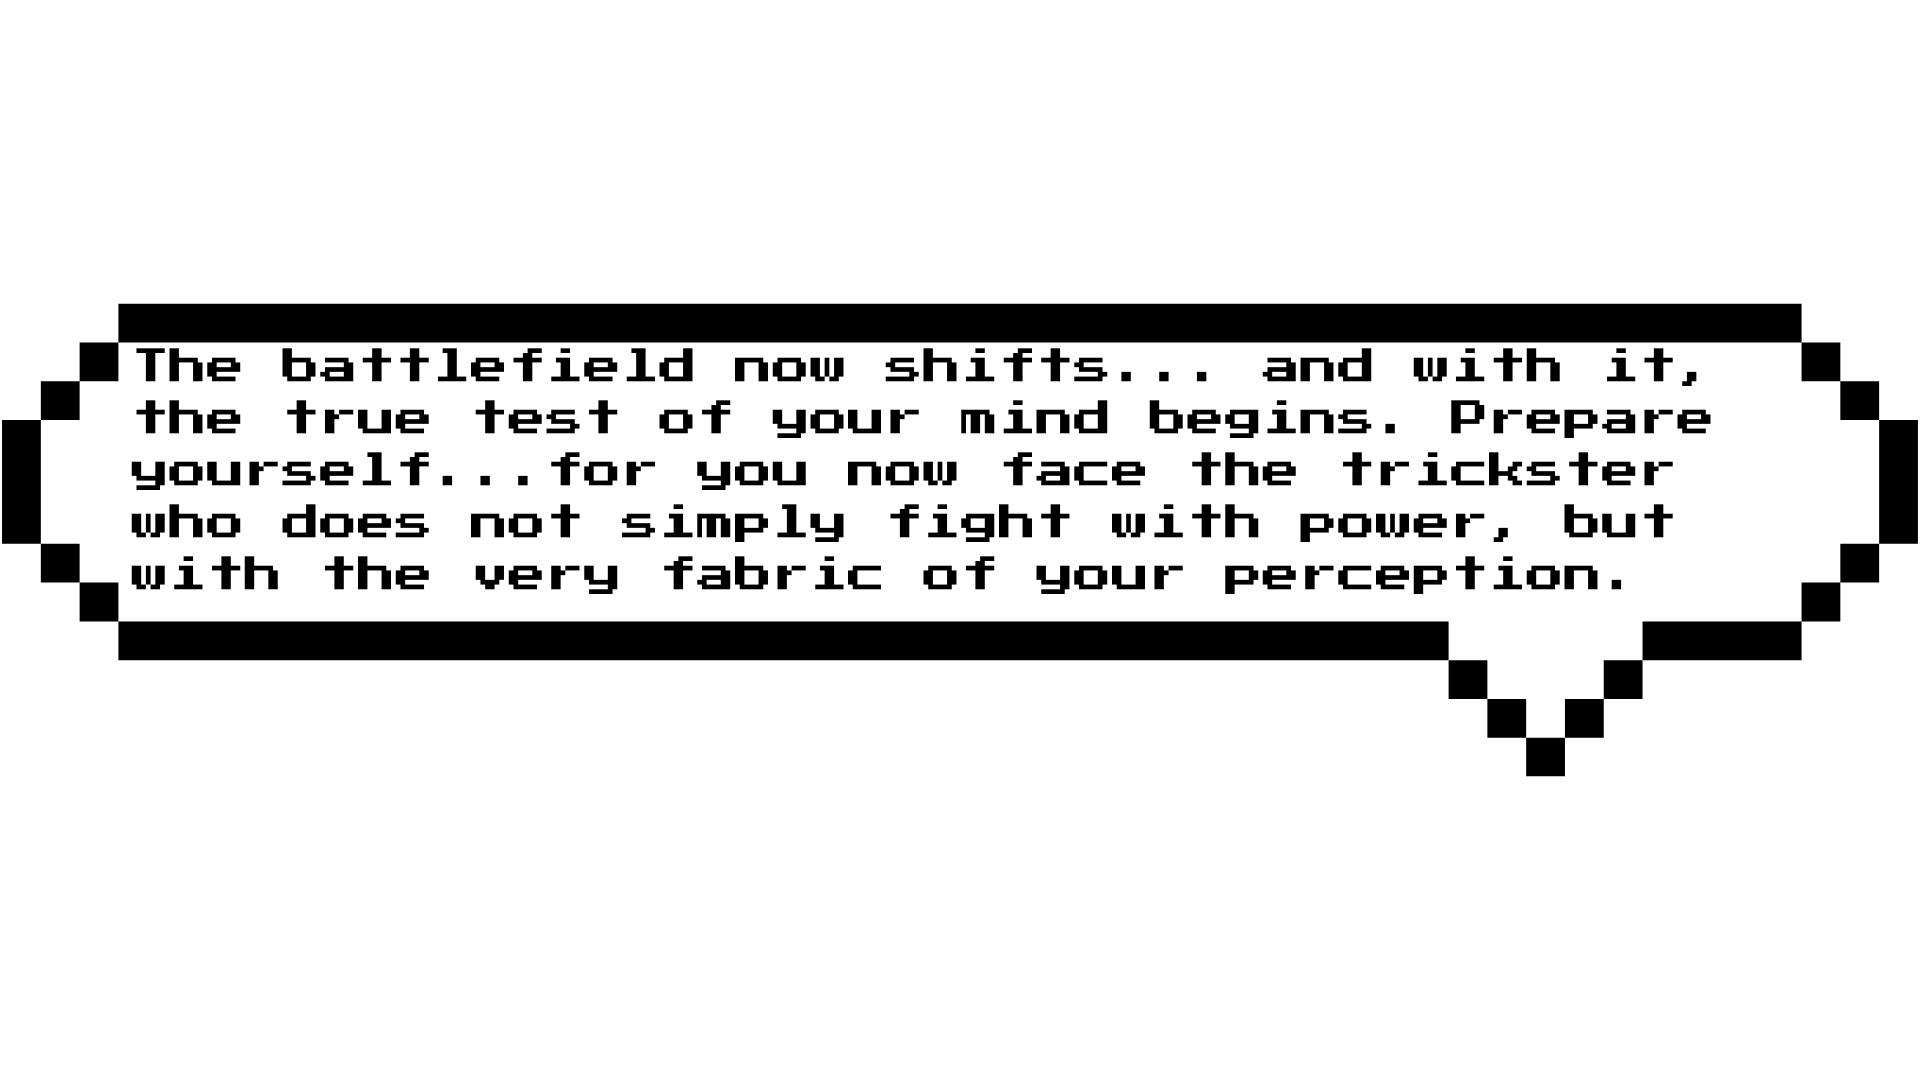 The battlefield now shifts... and with it,
the true test of your mind begins. Prepare
yourself...for you now face the trickster
who does not simply fight with power, but
with the very fabric of your perception.